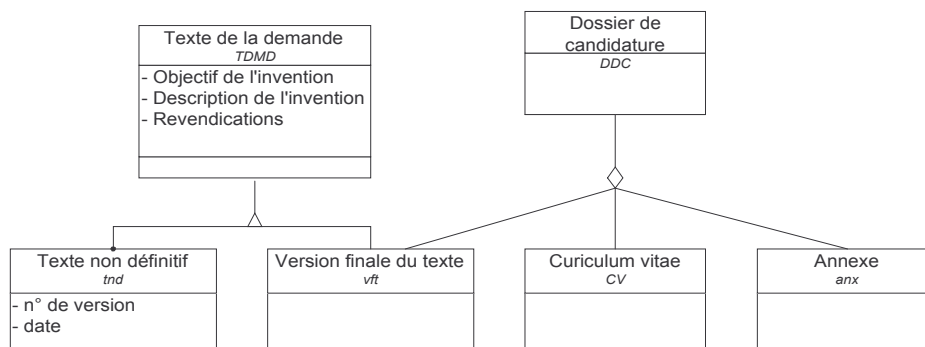 Texte de la demande
TDMD
- Objectif de l'invention
- Description de l'invention
- Revendications
Dossier de
candidature
DDC
Texte non définitif
tnd
- n° de version
- date
Version finale du texte
vft
Curiculum vitae
CV
Annexe
anx